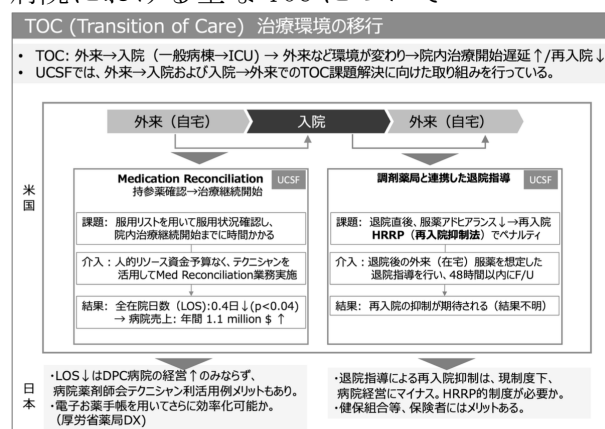 TOC (Transition of Care) 治療環境の移行
・ TOC: 外来→入院（一般病棟→ICU）→ 外来など環境が変わり→院内治療開始遅延↑/再入院↓
・ UCSFでは、外来→入院および入院→外来でのTOC課題解決に向けた取り組みを行っている。
外来（自宅）
入院
外来（自宅）
米国
Medication Reconciliation
UCSF
持参薬確認→治療継続開始
課題: 服用リストを用いて服用状況確認し、
院内治療継続開始までに時間かかる
介入: 人的リソース資金予算なく、テクニシャンを
活用してMed Reconciliation業務実施
結果: 全在院日数（LOS）:0.4日↓(p<0.04)
→ 病院売上: 年間 1.1 million $ ↑
調剤薬局と連携した退院指導
UCSF
課題: 退院直後、服薬アドヒアランス↓→再入院
HRRP（再入院抑制法）でペナルティ
介入: 退院後の外来（在宅）服薬を想定した
退院指導を行い、48時間以内にF/U
結果: 再入院の抑制が期待される（結果不明）
日本
・LOS↓はDPC病院の経営↑のみならず、
病院薬剤師会テクニシャン利活用例メリットもあり。
・電子お薬手帳を用いてさらに効率化可能か。
（厚労省薬局DX）
・退院指導による再入院抑制は、現制度下、
病院経営にマイナス。HRRP的制度が必要か。
・健保組合等、保険者にはメリットある。